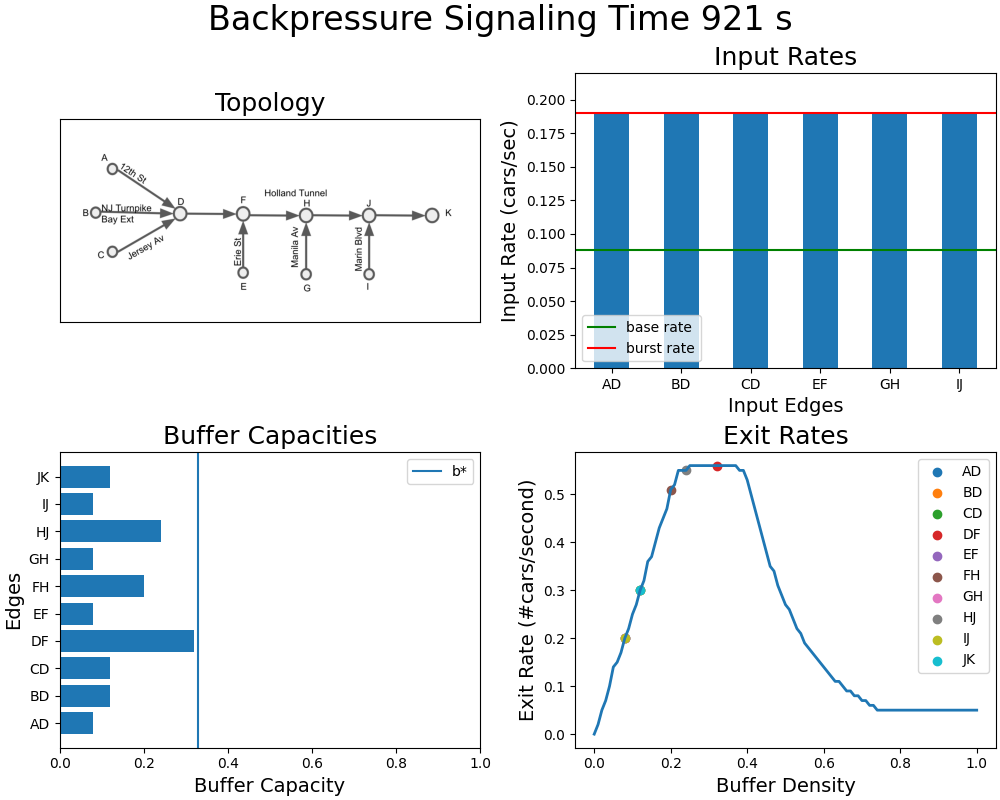 Backpressure Signaling Time 921 s
Topology
A
12th St
B
NJ Turnpike
Bay Ext
C
Jersey Av
D
F
Holland Tunnel
H
J
K
Erie St
Manila Av
Marin Blvd
E
G
I
Input Rates
Input Rate (cars/sec)
0.200
0.175
0.150
0.125
0.100
0.075
0.050
0.025
0.000
base rate
burst rate
AD BD CD EF GH IJ
Input Edges
Buffer Capacities
Edges
JK
IJ
HJ
GH
FH
EF
DF
CD
BD
AD
b*
0.0 0.2 0.4 0.6 0.8 1.0
Buffer Capacity
Exit Rates
Exit Rate (#cars/second)
0.5
0.4
0.3
0.2
0.1
0.0
AD
BD
CD
DF
EF
FH
GH
HJ
IJ
JK
0.0 0.2 0.4 0.6 0.8 1.0
Buffer Density